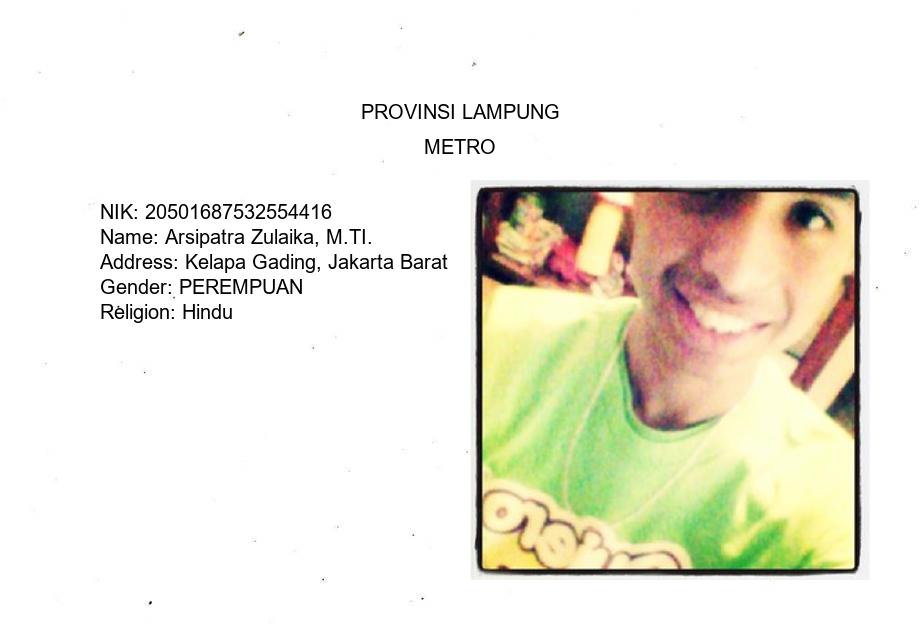 PROVINSI LAMPUNG
METRO
NIK: 20501687532554416
Name: Arsipatra Zulaika, M.TI.
Address: Kelapa Gading, Jakarta Barat
Gender: PEREMPUAN
Religion: Hindu